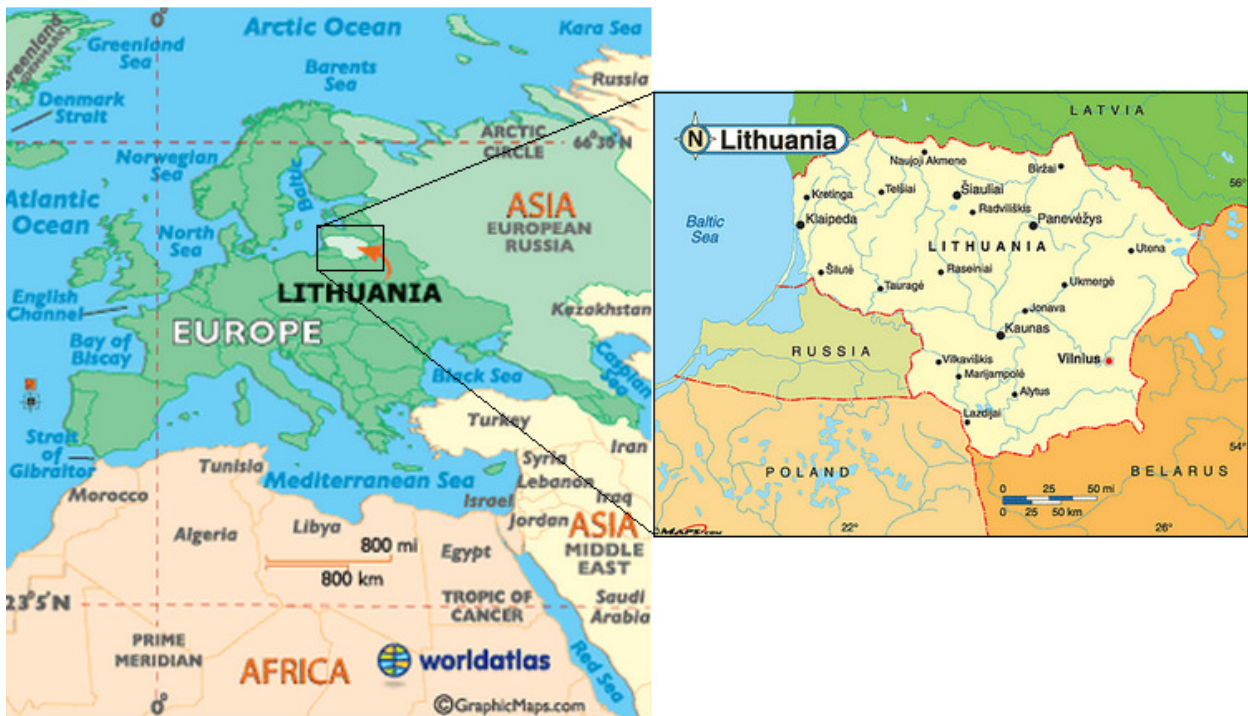 0°
Arctic Ocean
Kara Sea
Greenland
(DENMARK)
Greenland
Sea
Barents
Sea
Russia
Denmark
Strait
ARCTIC
CIRCLE
66°30'N
Norwegian
Sea
Atlantic
Ocean
Baltic
ASIA
EUROPEAN
RUSSIA
North
Sea
LITHUANIA
English
Channel
EUROPE
Kazakhstan
Bay of
Biscay
Caspian
Sea
Black Sea
Turkey
Strait of
Gibraltor
Tunisia
Syria
Iran
Lebanon
Mediterranean Sea
Morocco
Israel
Iraq
Jordan
ASIA
MIDDLE
EAST
Algeria
Libya
Egypt
800 mi
800 km
23°5'N
TROPIC OF
CANCER
Saudi
Arabia
PRIME
MERIDIAN
AFRICA
worldatlas
Red Sea
0°
©GraphicMaps.com
N
Lithuania
LATVIA
Naujoji Akmene
Biržai
56°
Kretinga
Telšiai
Šiauliai
Radviliškis
Klaipeda
Panevėžys
Baltic
Sea
LITHUANIA
Utena
Šilutė
Raseiniai
Tauragė
Ukmergė
Jonava
Kaunas
RUSSIA
Vilkaviškis
Vilnius
Marijampolė
Alytus
Lazdijai
54°
POLAND
BELARUS
0 25 50 mi
0 25 50 km
22°
26°
©MAPS.com